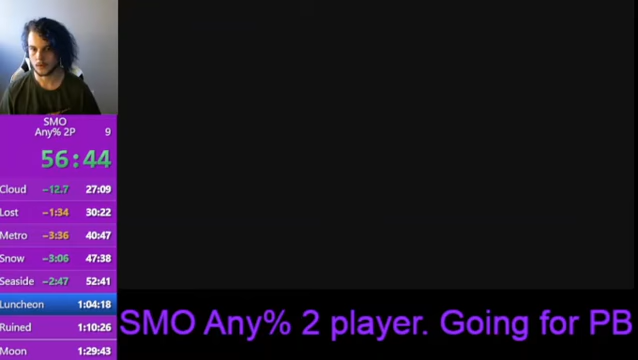 SMO
Any% 2P 9
56:44
Cloud -12.7 27:09
Lost -1:34 30:22
Metro -3:36 40:47
Snow -3:06 47:38
Seaside -2:47 52:41
Luncheon 1:04:18
Ruined 1:10:26
Moon 1:29:43
SMO Any% 2 player. Going for PB